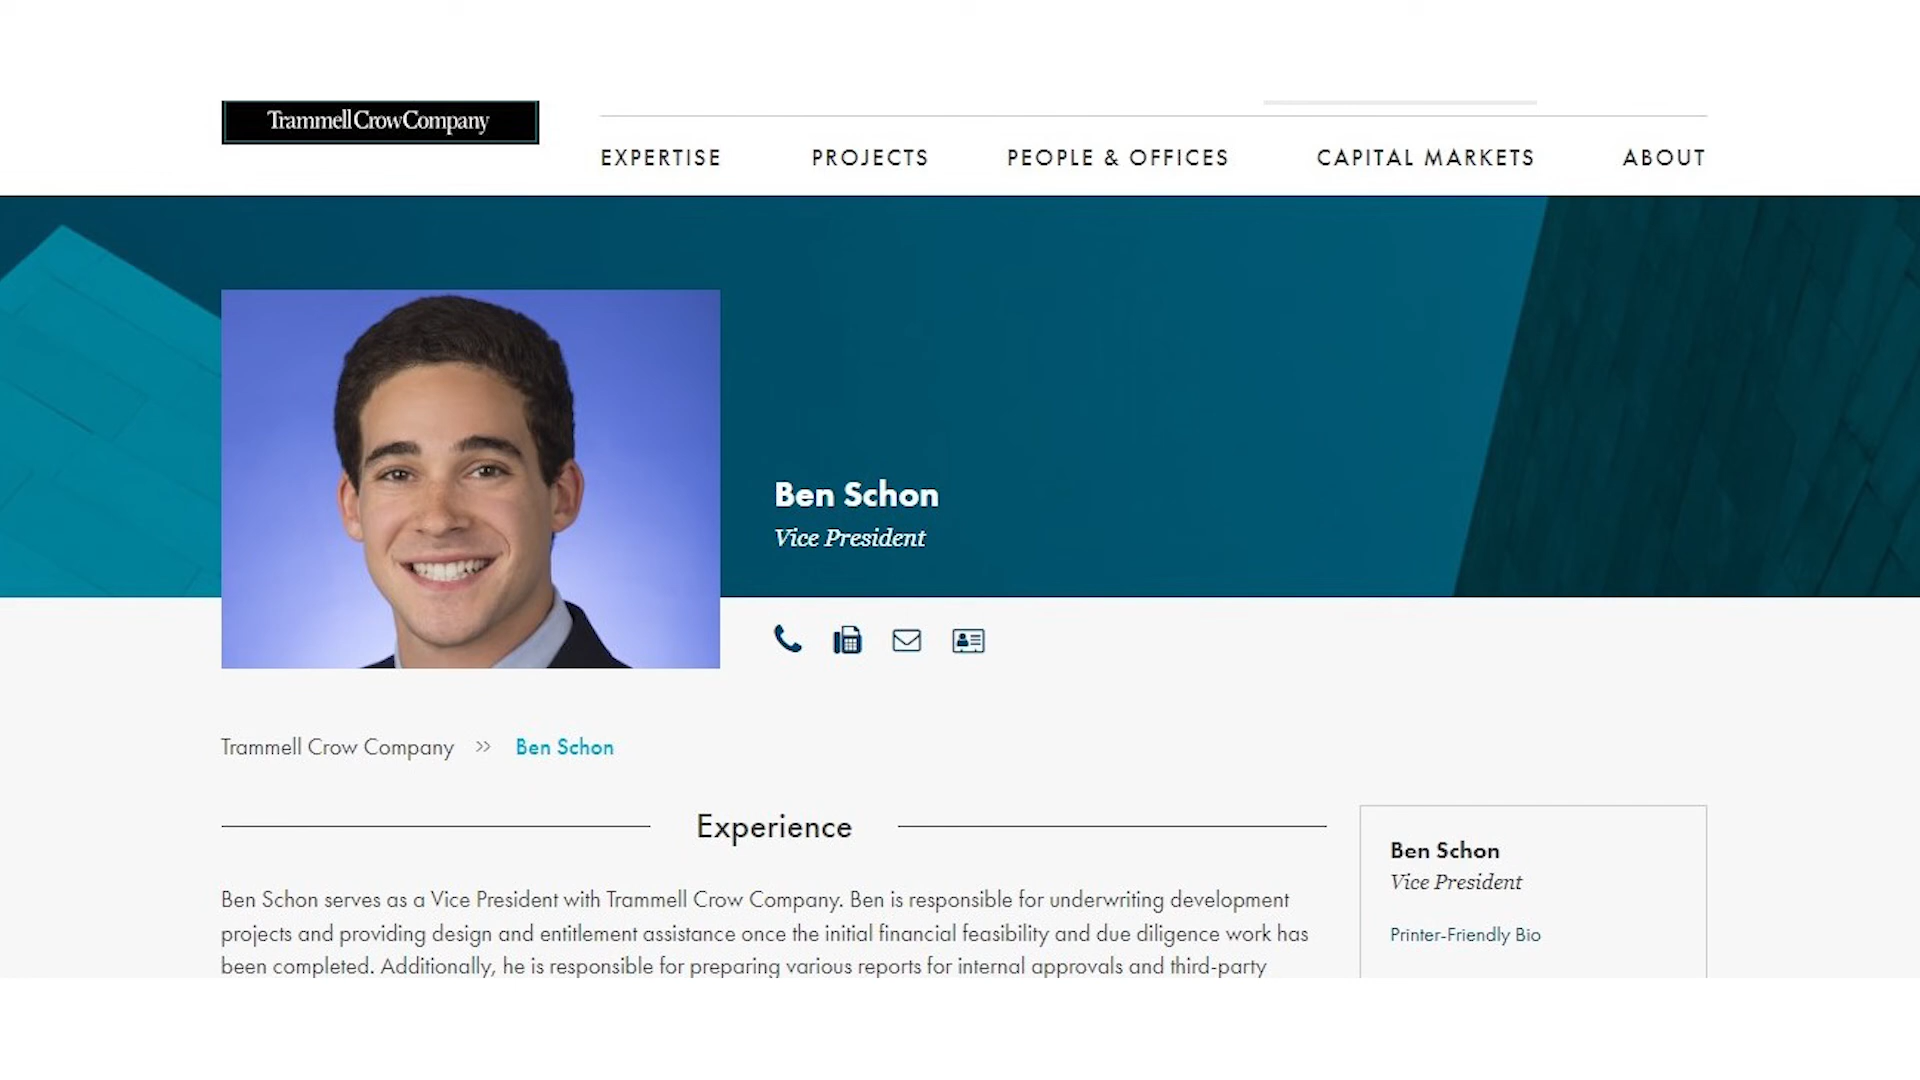 Trammell Crow Company
EXPERTISE
PROJECTS
PEOPLE & OFFICES
CAPITAL MARKETS
ABOUT
Ben Schon
Vice President
Trammell Crow Company >> Ben Schon
Experience
Ben Schon serves as a Vice President with Trammell Crow Company. Ben is responsible for underwriting development
projects and providing design and entitlement assistance once the initial financial feasibility and due diligence work has
been completed. Additionally, he is responsible for preparing various reports for internal approvals and third-party
Ben Schon
Vice President
Printer-Friendly Bio